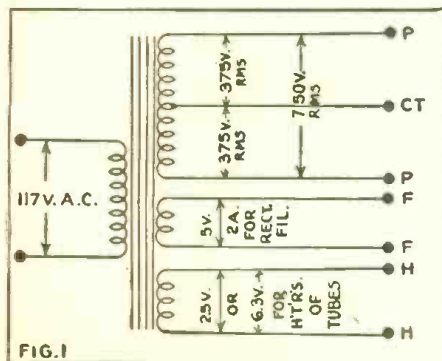 P
375V.
RMS
750V.
RMS
CT
375V.
RMS
P
117V. A.C.
F
5V.
2A.
FOR
RECT.
FIL.
F
H
2.5V.
OR
6.3V.
FOR
HT'R'S.
OF
TUBES
H
FIG.1